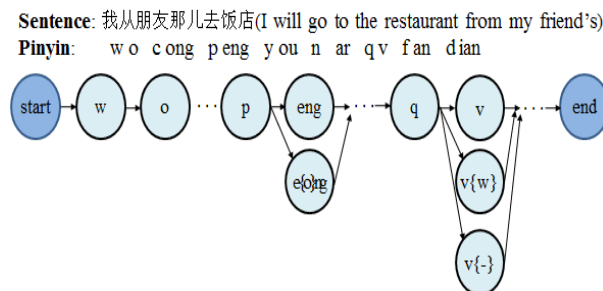 Sentence: 我从朋友那儿去饭店(I will go to the restaurant from my friend's)
Pinyin: w o c ong p eng y ou n ar q v f an d ian
start w o ··· p eng ··· q v ··· end
e{o}ng v{w}
v{-}